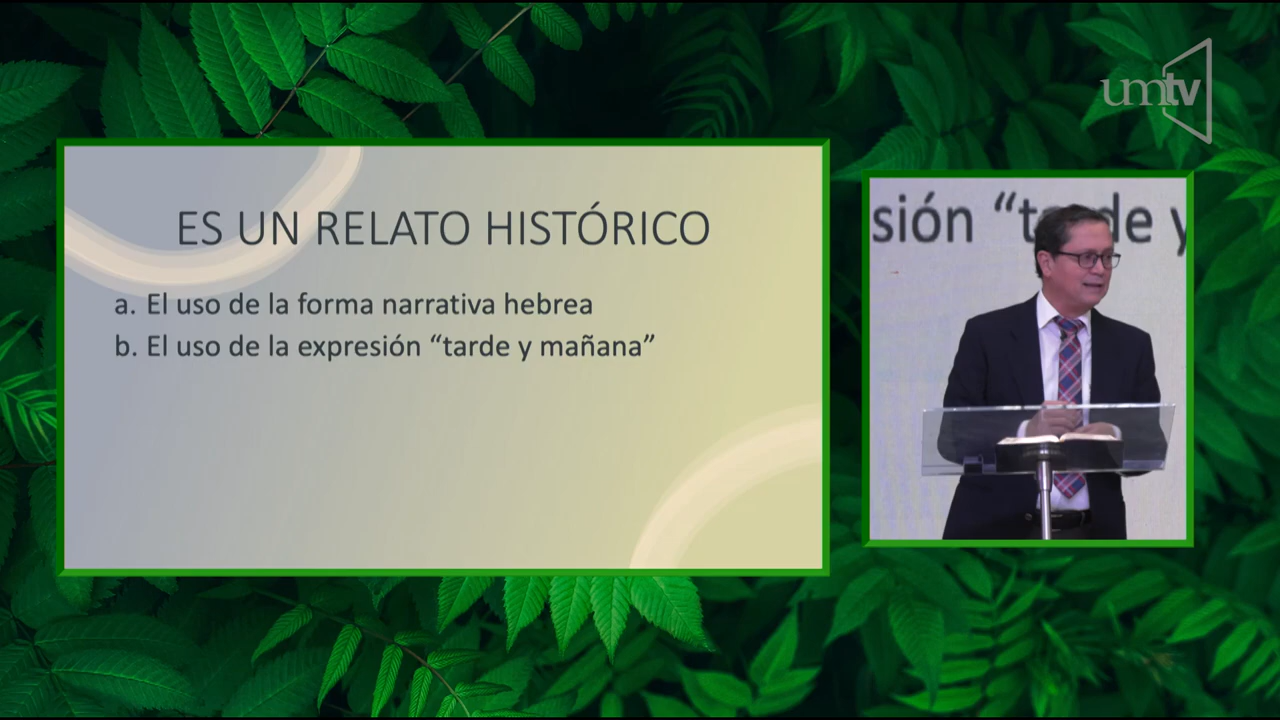 umtv
ES UN RELATO HISTÓRICO
a. El uso de la forma narrativa hebrea
b. El uso de la expresión “tarde y mañana”
sión “tarde y